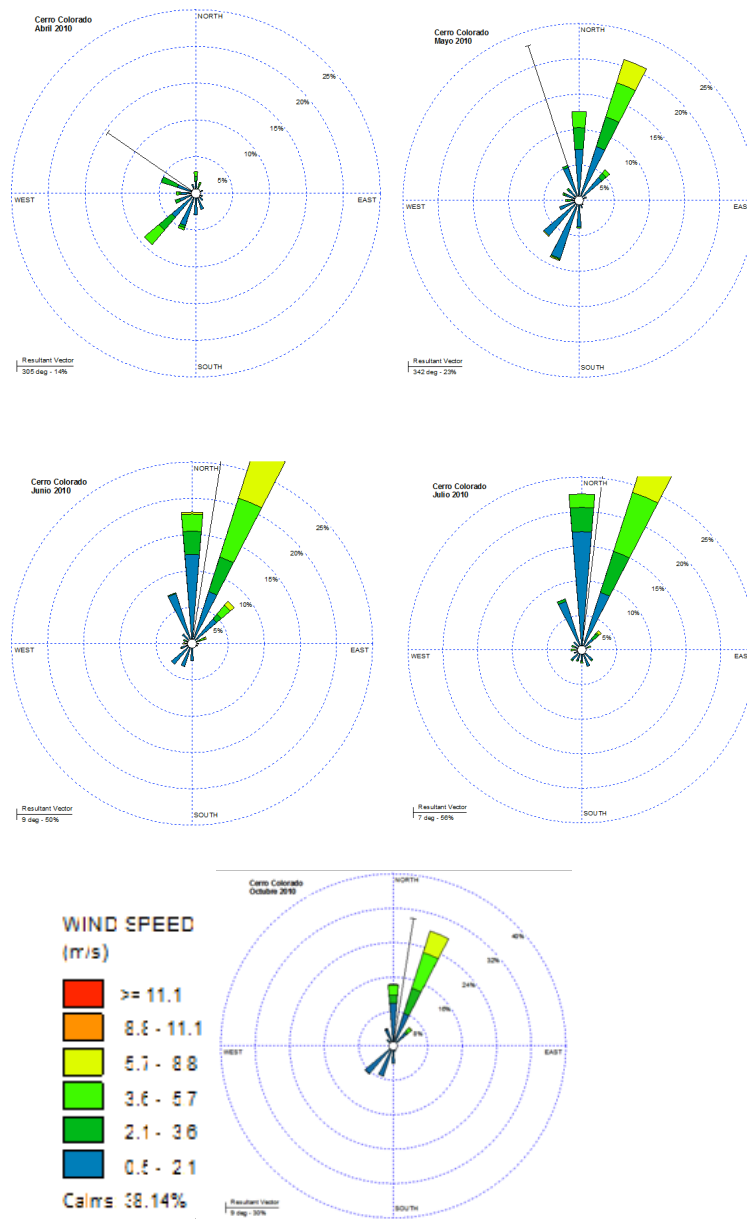 Cerro Colorado
Abril 2010
NORTH
25%
20%
15%
10%
5%
WEST
EAST
SOUTH
Resultant Vector
305 deg - 14%
Cerro Colorado
Mayo 2010
NORTH
25%
20%
15%
10%
5%
WEST
EAST
SOUTH
Resultant Vector
342 deg - 23%
Cerro Colorado
Junio 2010
NORTH
25%
20%
15%
10%
5%
WEST
EAST
SOUTH
Resultant Vector
9 deg - 50%
Cerro Colorado
Julio 2010
NORTH
25%
20%
15%
10%
5%
WEST
EAS
SOUTH
Resultant Vector
7 deg - 56%
Cerro Colorado
Octubre 2010
NORTH
40%
32%
24%
16%
8%
WEST
EAST
SOUTH
Resultant Vector
9 deg - 30%
WIND SPEED
(m/s)
>= 11.1
8.8 - 11.1
5.7 - 8.8
3.6 - 5.7
2.1 - 3.6
0.5 - 2.1
Calms 38.14%